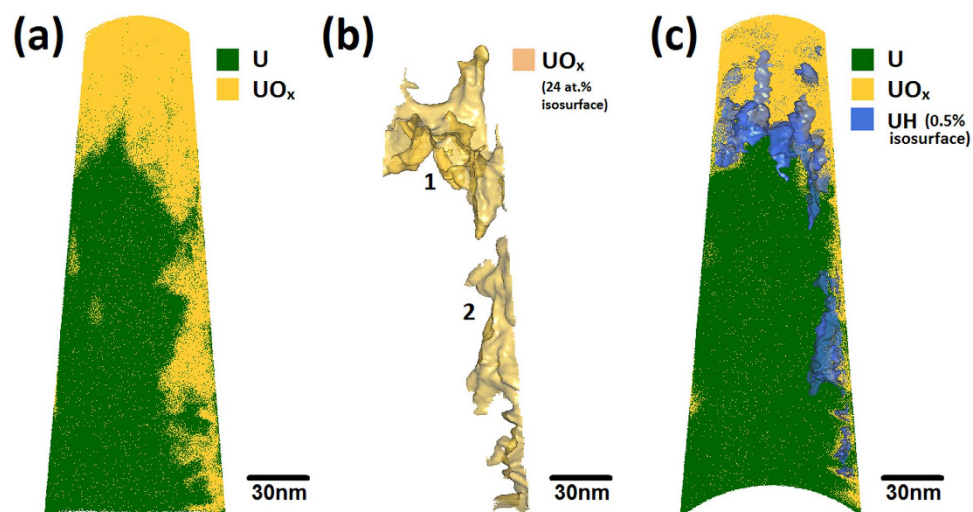 (a)
U
UOₓ
30nm
(b)
UOₓ
(24 at.%
isosurface)
1
2
30nm
(c)
U
UOₓ
UH (0.5%
isosurface)
30nm